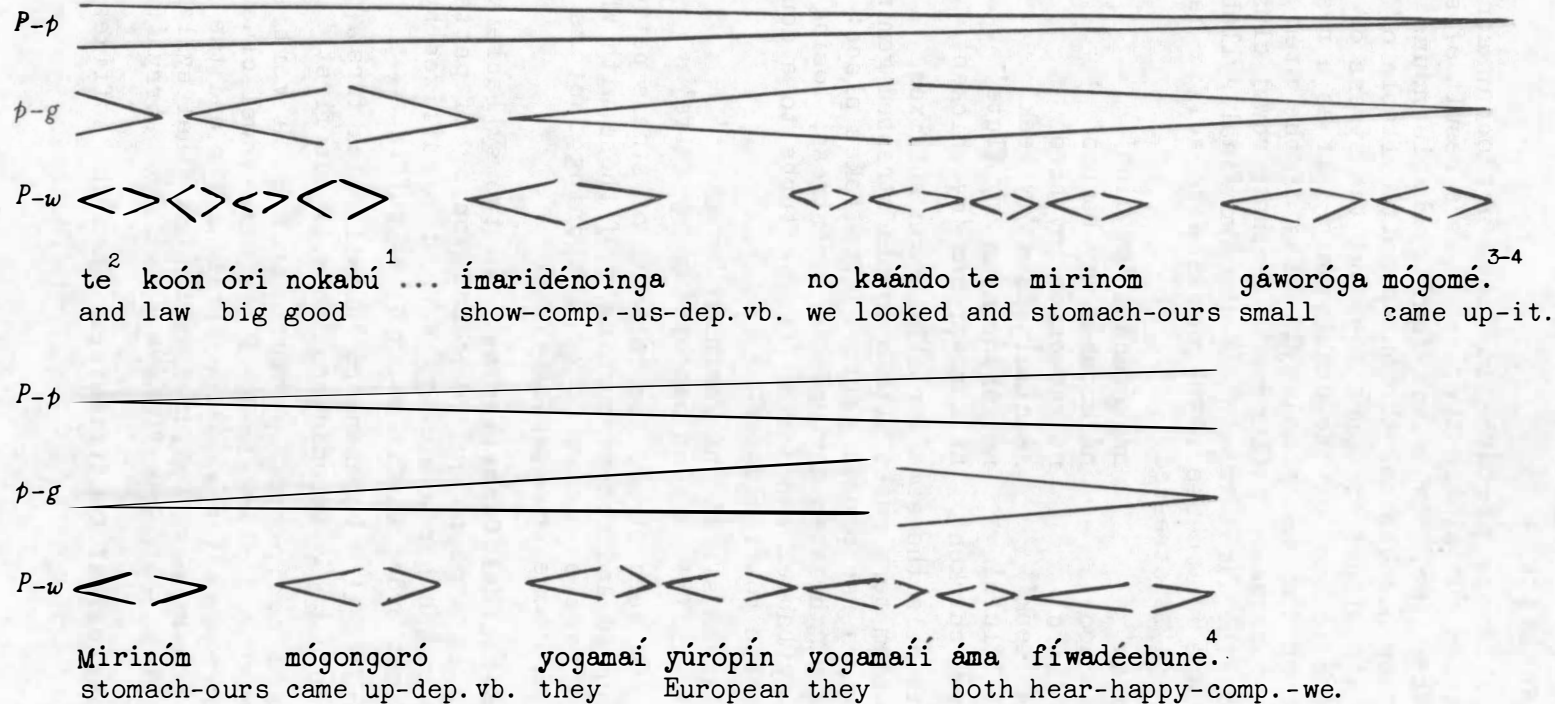 P-p
p-g
P-w
te² koón óri nokabú¹ ... ímaridénoinga no kaándo te mirinóm gáworóga mógomé.³⁻⁴
and law big good show-comp.-us-dep. vb. we looked and stomach-ours small came up-it.
P-p
p-g
P-w
Mirinóm mógongoró yogamaí yúrópín yogamaíí áma fíwadéebune.⁴
stomach-ours came up-dep. vb. they European they both hear-happy-comp.-we.